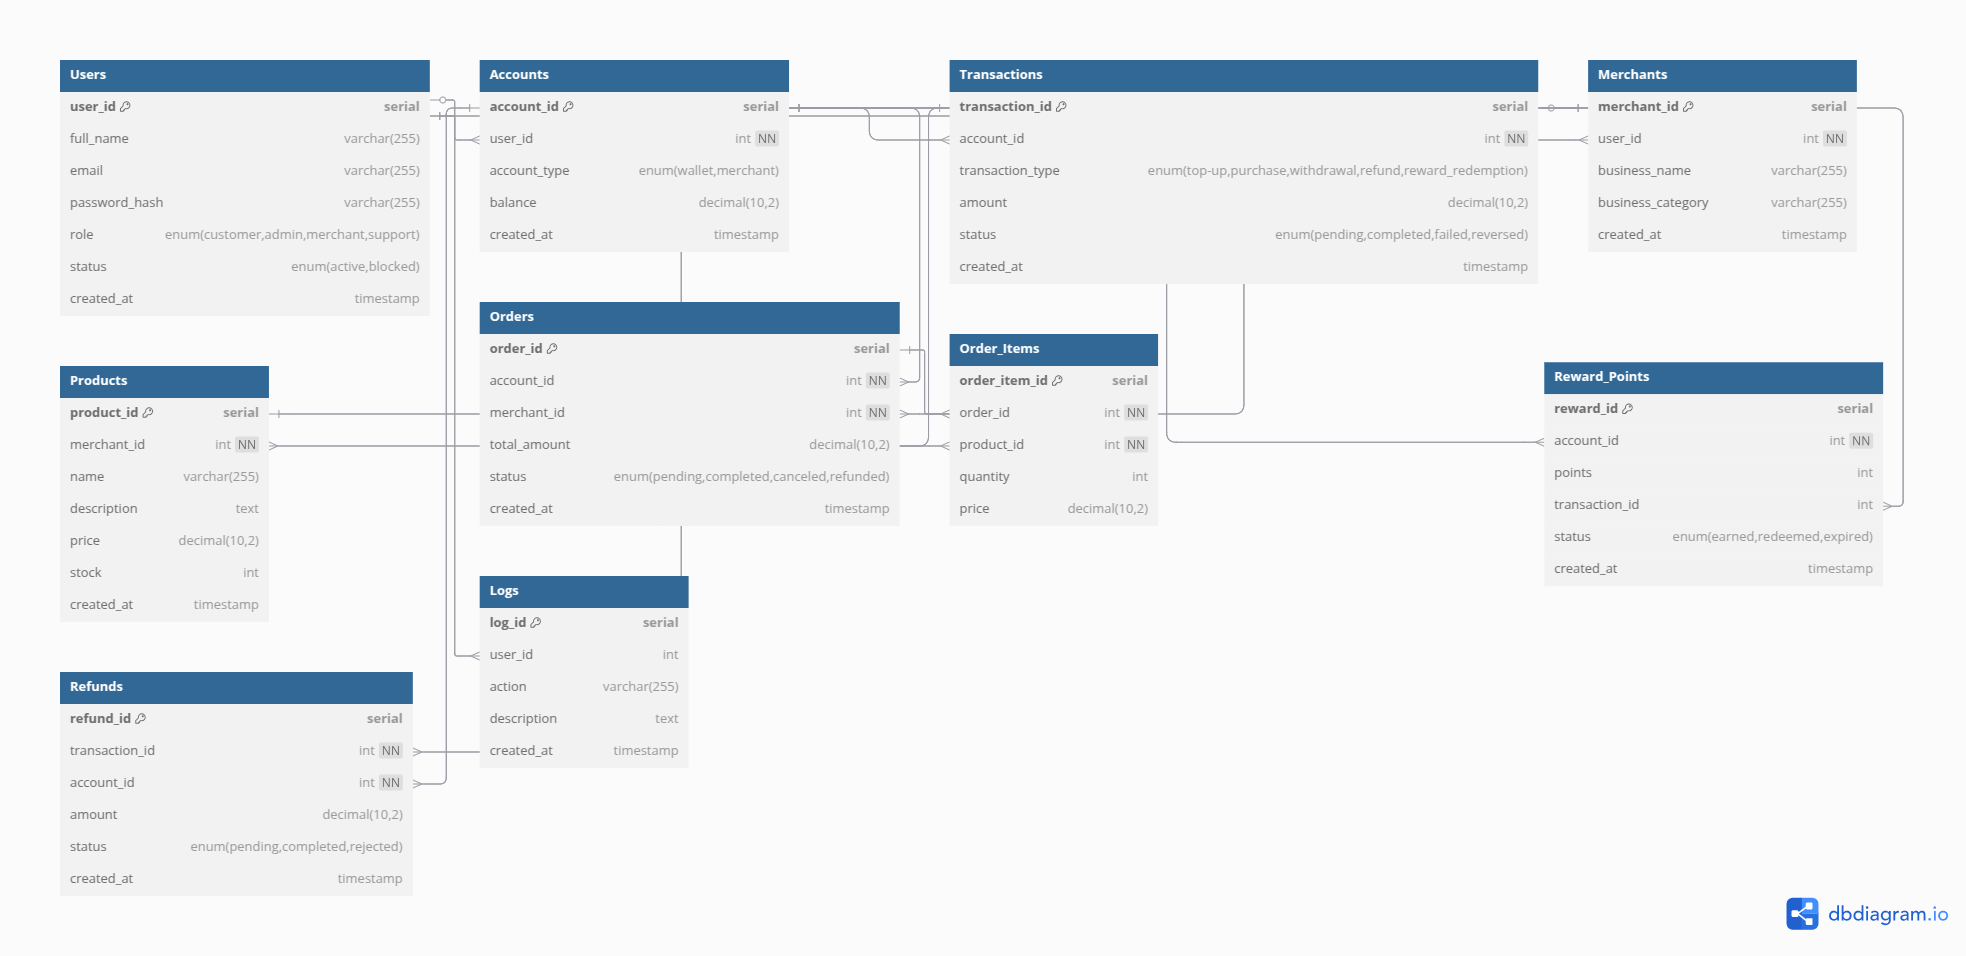 Users
user_id serial
full_name varchar(255)
email varchar(255)
password_hash varchar(255)
role enum(customer,admin,merchant,support)
status enum(active,blocked)
created_at timestamp
Accounts
account_id serial
user_id int NN
account_type enum(wallet,merchant)
balance decimal(10,2)
created_at timestamp
Transactions
transaction_id serial
account_id int NN
transaction_type enum(top-up,purchase,withdrawal,refund,reward_redemption)
amount decimal(10,2)
status enum(pending,completed,failed,reversed)
created_at timestamp
Merchants
merchant_id serial
user_id int NN
business_name varchar(255)
business_category varchar(255)
created_at timestamp
Products
product_id serial
merchant_id int NN
name varchar(255)
description text
price decimal(10,2)
stock int
created_at timestamp
Orders
order_id serial
account_id int NN
merchant_id int NN
total_amount decimal(10,2)
status enum(pending,completed,canceled,refunded)
created_at timestamp
Order_Items
order_item_id serial
order_id int NN
product_id int NN
quantity int
price decimal(10,2)
Reward_Points
reward_id serial
account_id int NN
points int
transaction_id int
status enum(earned,redeemed,expired)
created_at timestamp
Logs
log_id serial
user_id int
action varchar(255)
description text
created_at timestamp
Refunds
refund_id serial
transaction_id int NN
account_id int NN
amount decimal(10,2)
status enum(pending,completed,rejected)
created_at timestamp
dbdiagram.io